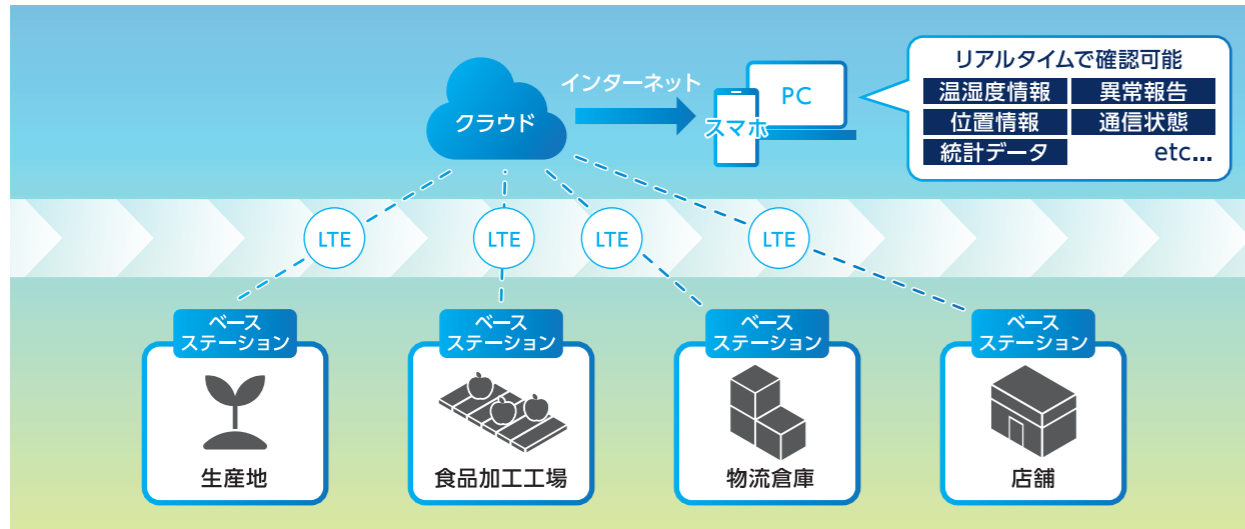 リアルタイムで確認可能
インターネット
クラウド
PC
スマホ
温湿度情報
異常報告
位置情報
通信状態
統計データ
etc...
LTE
LTE
LTE
LTE
ベース
ステーション
生産地
ベース
ステーション
食品加工工場
ベース
ステーション
物流倉庫
ベース
ステーション
店舗